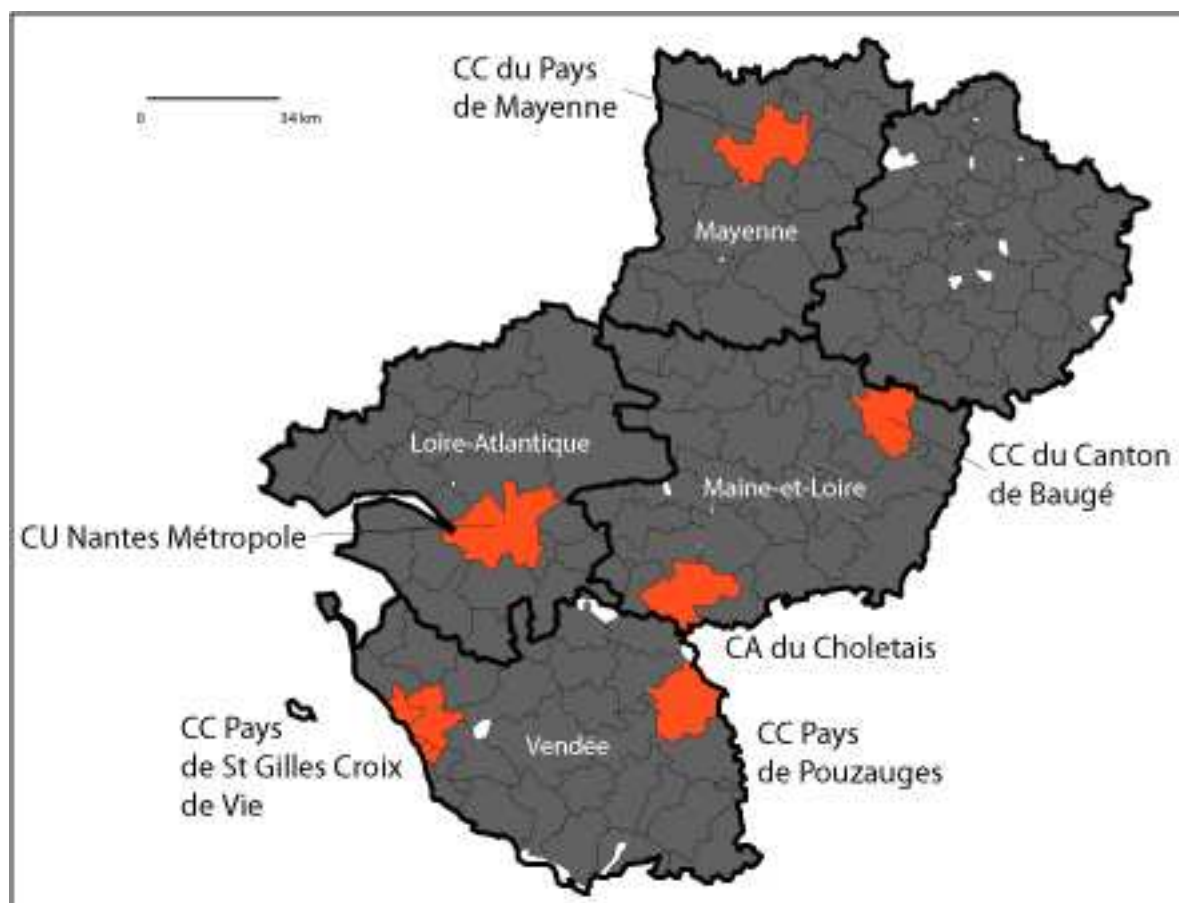 CC du Pays
de Mayenne
0 34 km
Mayenne
Loire-Atlantique
Maine-et-Loire
CC du Canton
de Baugé
CU Nantes Métropole
CA du Choletais
CC Pays
de St Gilles Croix
de Vie
Vendée
CC Pays
de Pouzauges